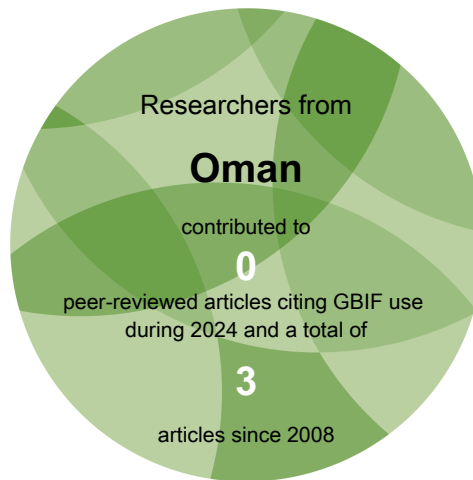 Researchers from
Oman
contributed to
0
peer-reviewed articles citing GBIF use
during 2024 and a total of
3
articles since 2008